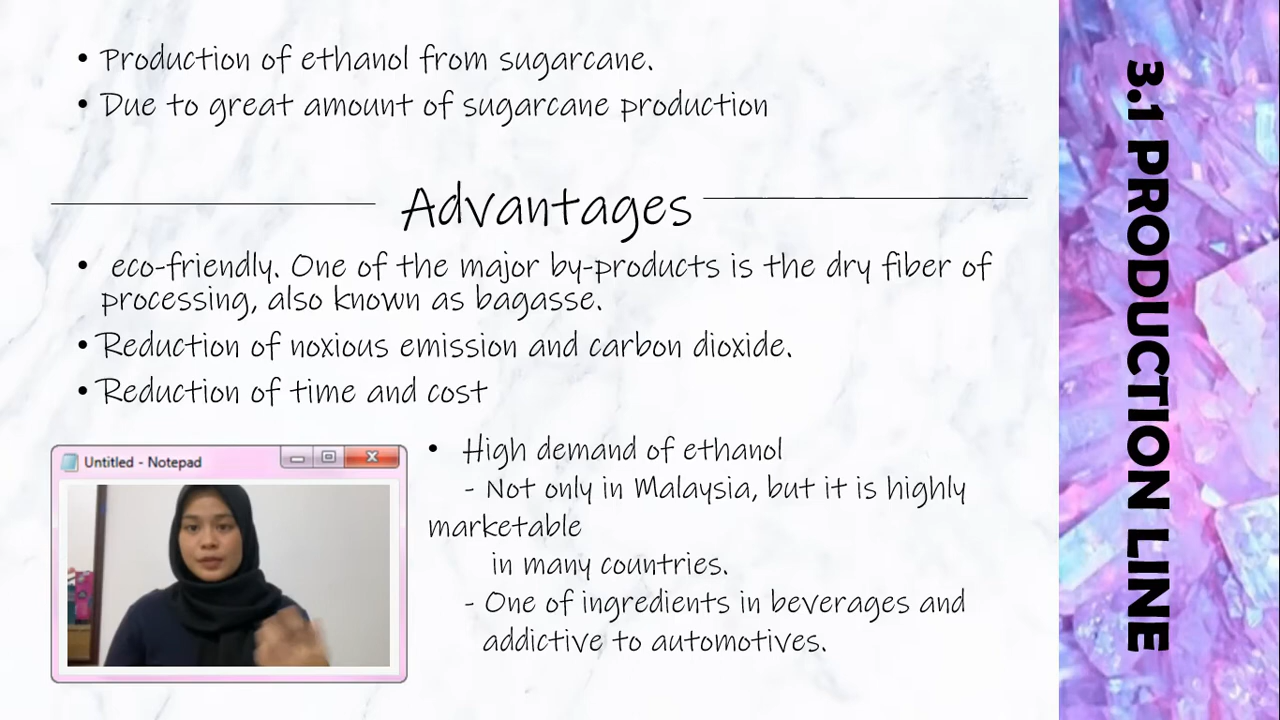 • Production of ethanol from sugarcane.
• Due to great amount of sugarcane production
Advantages
• eco-friendly. One of the major by-products is the dry fiber of
processing, also known as bagasse.
• Reduction of noxious emission and carbon dioxide.
• Reduction of time and cost
• High demand of ethanol
- Not only in Malaysia, but it is highly
marketable
in many countries.
- One of ingredients in beverages and
addictive to automotives.
Untitled - Notepad
3.1 PRODUCTION LINE